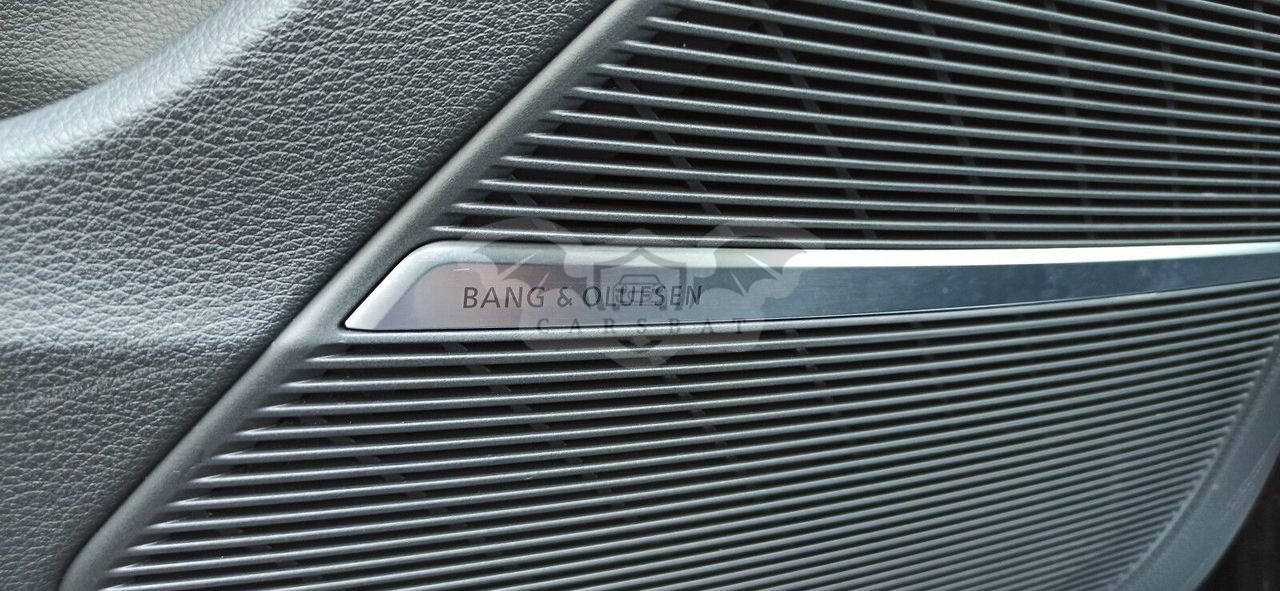 BANG & OLUFSEN
CARSBAT